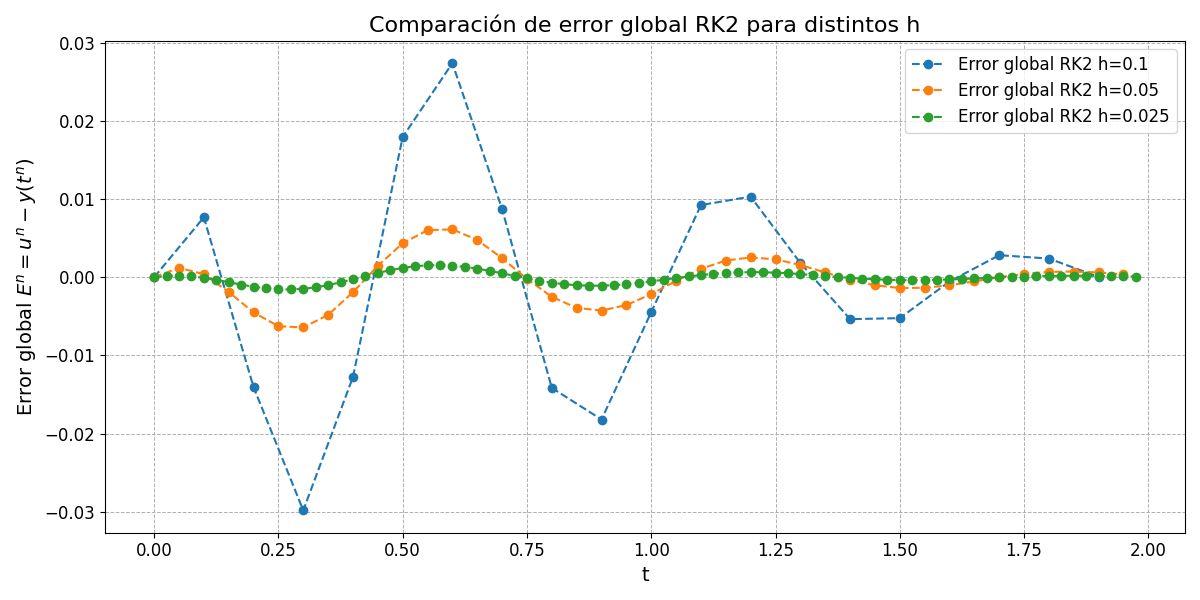 Comparación de error global RK2 para distintos h
Error global RK2 h=0.1
Error global RK2 h=0.05
Error global RK2 h=0.025
Error global $E^n = u^n - y(t^n)$
0.03
0.02
0.01
0.00
−0.01
−0.02
−0.03
0.00 0.25 0.50 0.75 1.00 1.25 1.50 1.75 2.00
t